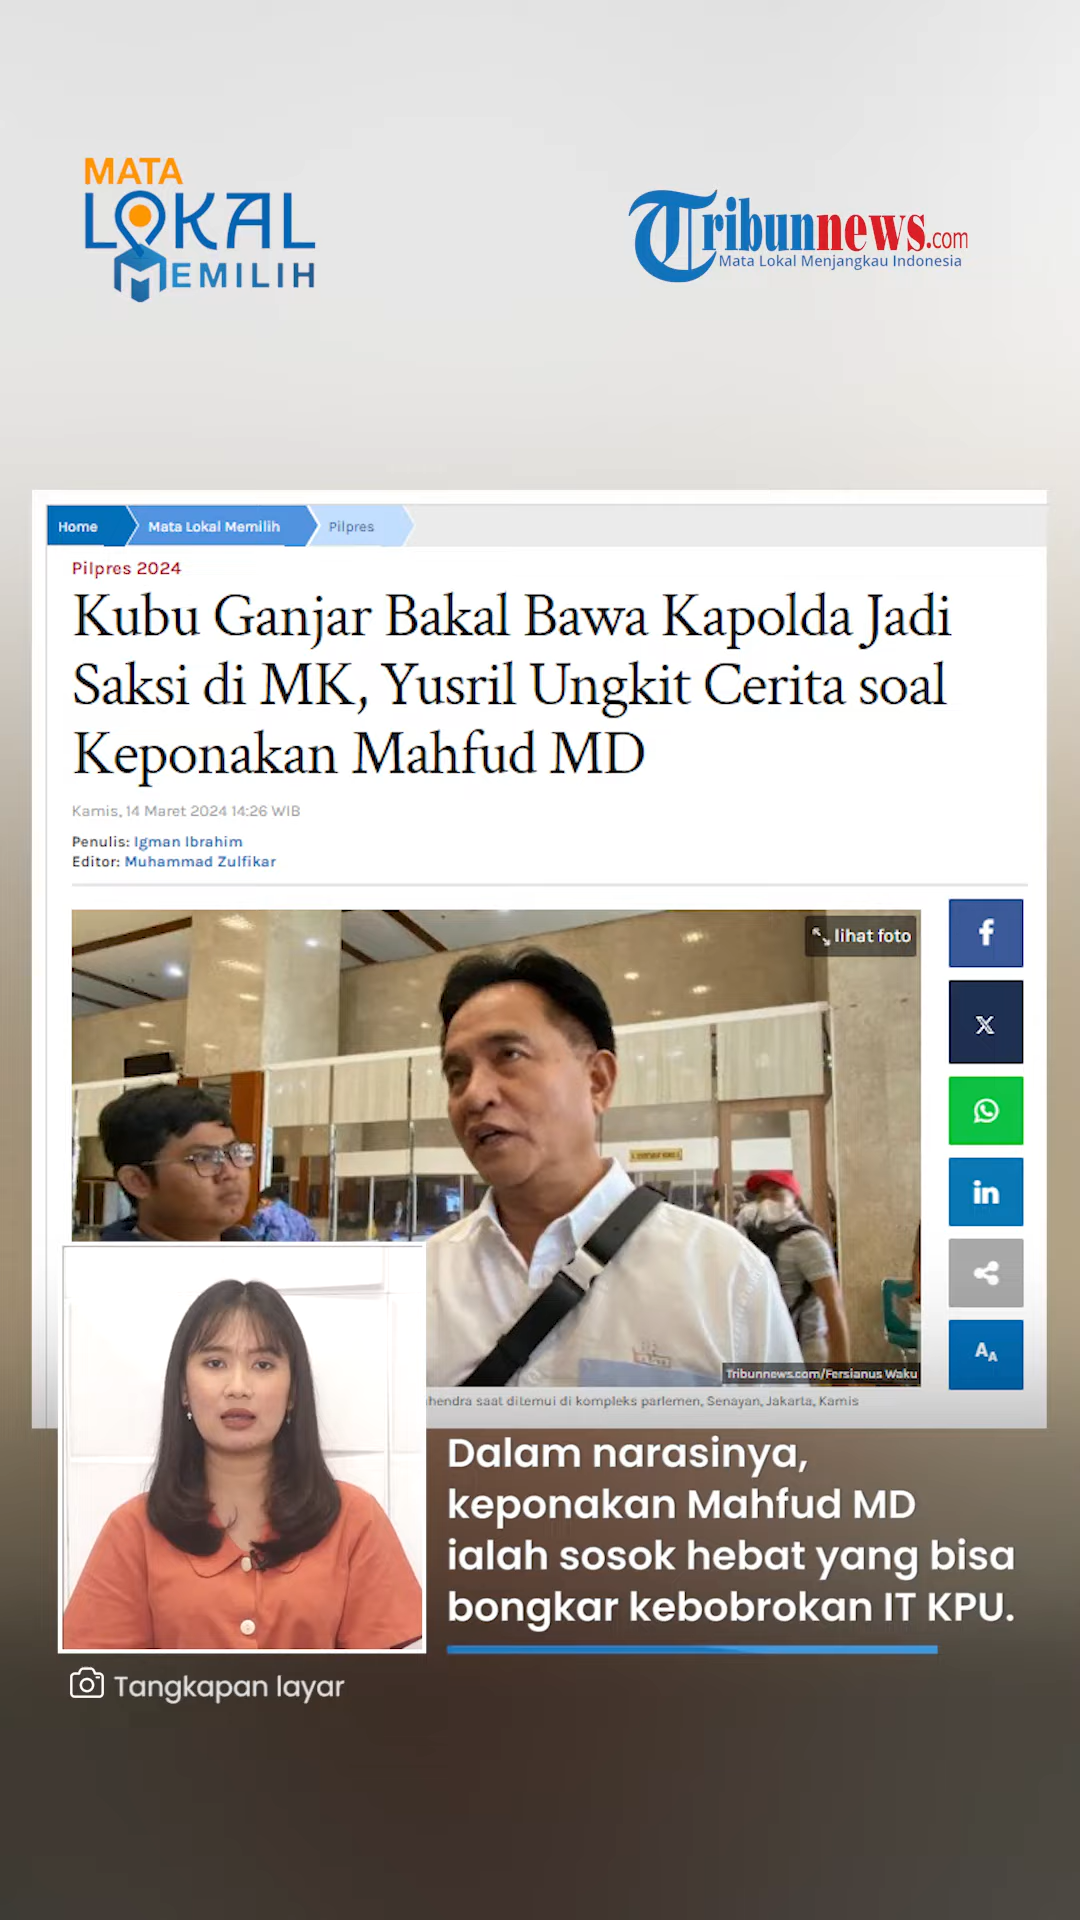 MATA
LOKAL
MEMILIH
Tribunnews.com
Mata Lokal Menjangkau Indonesia
Home
Mata Lokal Memilih
Pilpres
Pilpres 2024
Kubu Ganjar Bakal Bawa Kapolda Jadi
Saksi di MK, Yusril Ungkit Cerita soal
Keponakan Mahfud MD
Kamis, 14 Maret 2024 14:26 WIB
Penulis: Igman Ibrahim
Editor: Muhammad Zulfikar
lihat foto
Tribunnews.com/Fersianus Waku
hendra saat ditemui di kompleks parlemen, Senayan, Jakarta, Kamis
Dalam narasinya,
keponakan Mahfud MD
ialah sosok hebat yang bisa
bongkar kebobrokan IT KPU.
Tangkapan layar